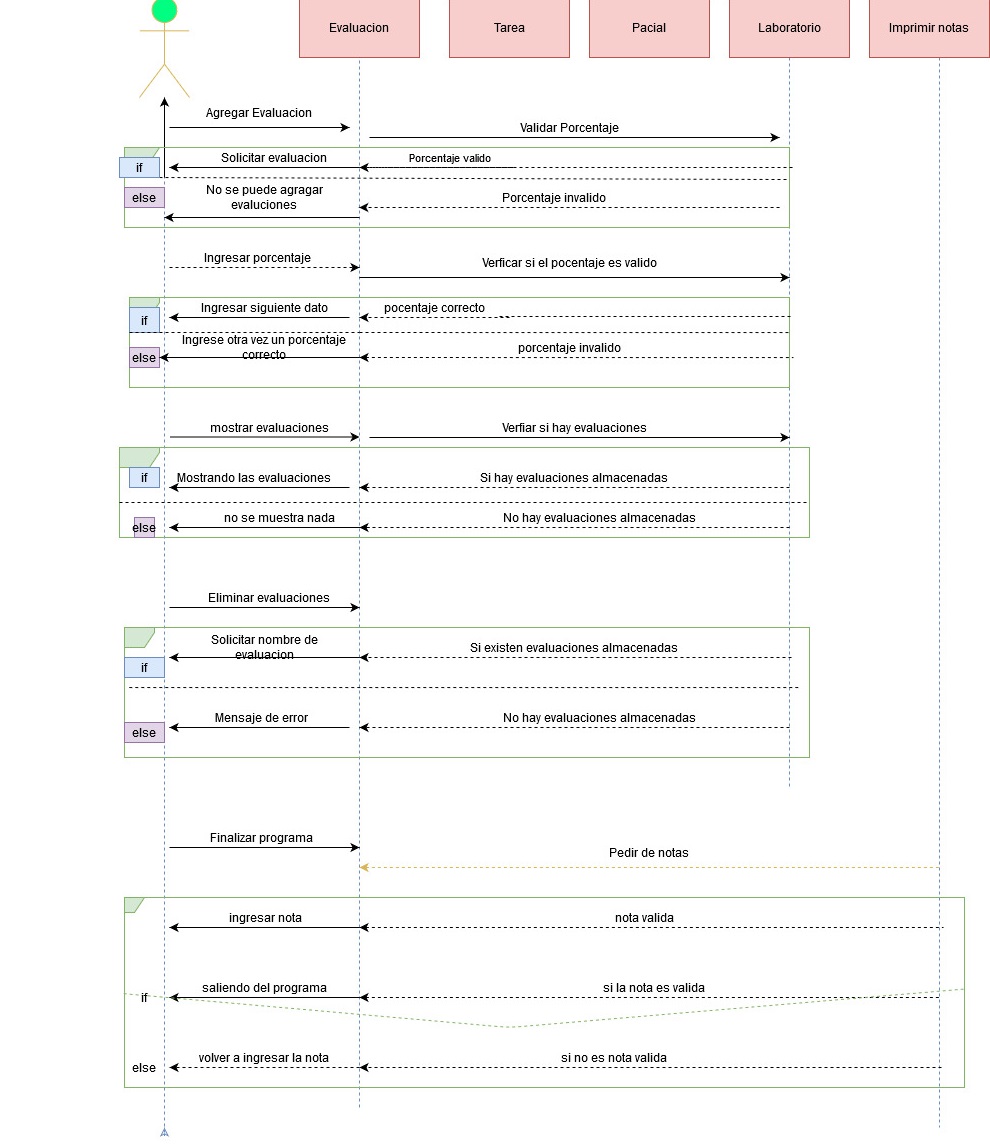 Evaluacion
Tarea
Pacial
Laboratorio
Imprimir notas
Agregar Evaluacion
Validar Porcentaje
Solicitar evaluacion
Porcentaje valido
if
else
No se puede agragar
evaluciones
Porcentaje invalido
Ingresar porcentaje
Verficar si el pocentaje es valido
Ingresar siguiente dato
pocentaje correcto
if
Ingrese otra vez un porcentaje
correcto
else
porcentaje invalido
mostrar evaluaciones
Verfiar si hay evaluaciones
if
Mostrando las evaluaciones
Si hay evaluaciones almacenadas
else
no se muestra nada
No hay evaluaciones almacenadas
Eliminar evaluaciones
Solicitar nombre de
evaluacion
Si existen evaluaciones almacenadas
if
Mensaje de error
No hay evaluaciones almacenadas
else
Finalizar programa
Pedir de notas
ingresar nota
nota valida
if
saliendo del programa
si la nota es valida
else
volver a ingresar la nota
si no es nota valida